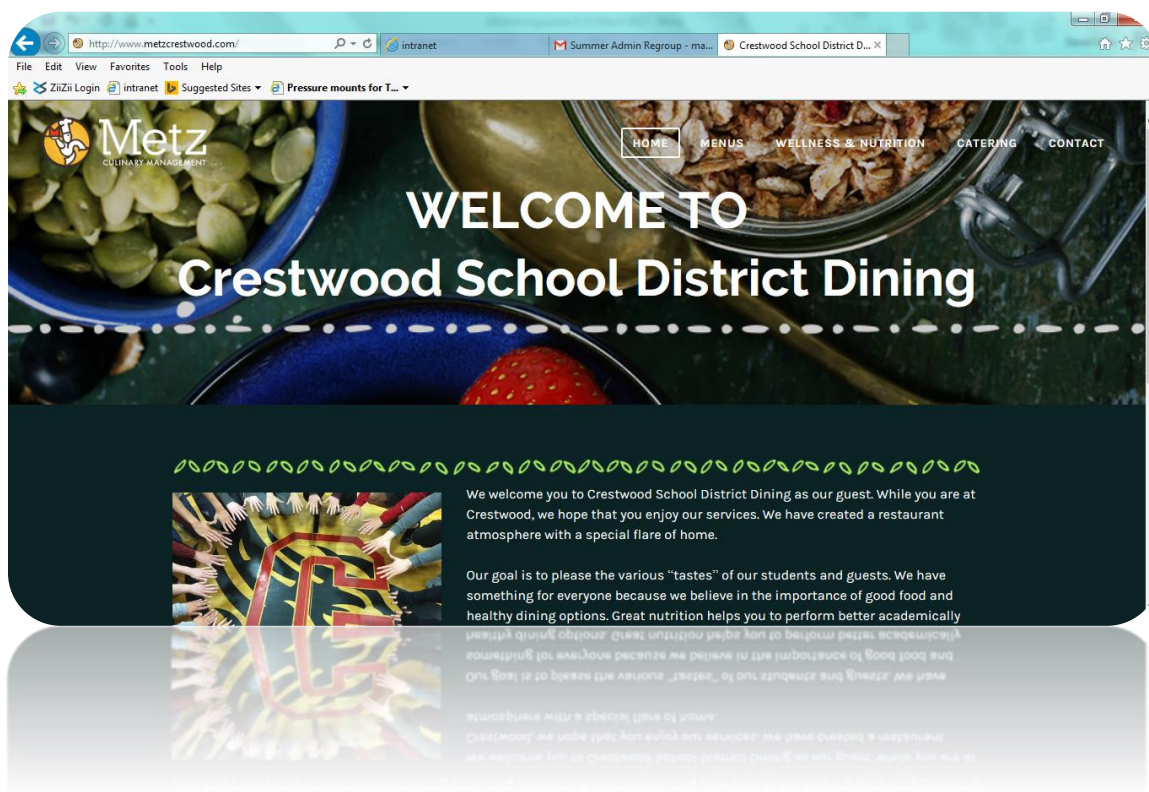 http://www.metzcrestwood.com/
intranet
Summer Admin Regroup - ma...
Crestwood School District D...
File Edit View Favorites Tools Help
ZiiZii Login intranet Suggested Sites Pressure mounts for T...
Metz
CULINARY MANAGEMENT
HOME MENUS WELLNESS & NUTRITION CATERING CONTACT
WELCOME TO
Crestwood School District Dining
We welcome you to Crestwood School District Dining as our guest. While you are at
Crestwood, we hope that you enjoy our services. We have created a restaurant
atmosphere with a special flare of home.
Our goal is to please the various “tastes” of our students and guests. We have
something for everyone because we believe in the importance of good food and
healthy dining options. Great nutrition helps you to perform better academically